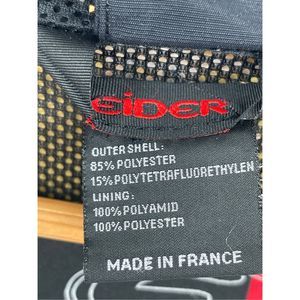 EiDER
OUTER SHELL:
85% POLYESTER
15% POLYTETRAFLUORETHYLEN
LINING:
100% POLYAMID
100% POLYESTER
MADE IN FRANCE